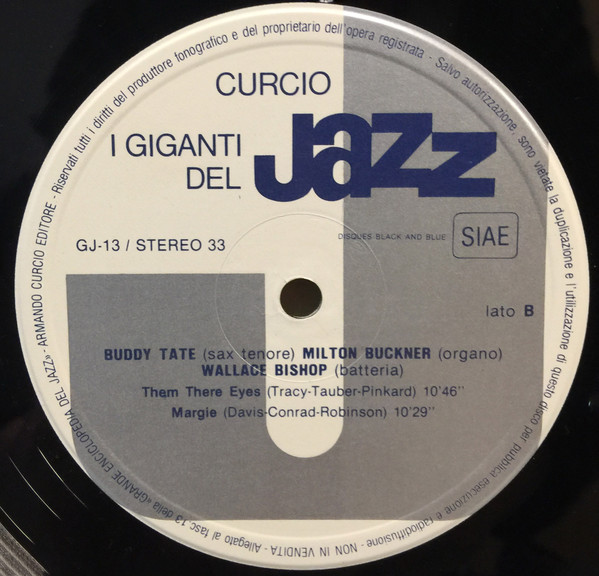 CURCIO
I GIGANTI
DEL
Jazz
GJ-13 / STEREO 33
DISQUES BLACK AND BLUE
SIAE
lato B
BUDDY TATE (sax tenore) MILTON BUCKNER (organo)
WALLACE BISHOP (batteria)
Them There Eyes (Tracy-Tauber-Pinkard) 10'46"
Margie (Davis-Conrad-Robinson) 10'29"
ARMANDO CURCIO EDITORE - Riservati tutti i diritti del produttore fonografico e del proprietario dell'opera registrata - Salvo autorizzazione, sono vietate la duplicazione e l'utilizzazione di questo disco per pubblica esecuzione e radiodiffusione - NON IN VENDITA - Allegato al fasc. 13 della «GRANDE ENCICLOPEDIA DEL JAZZ» -